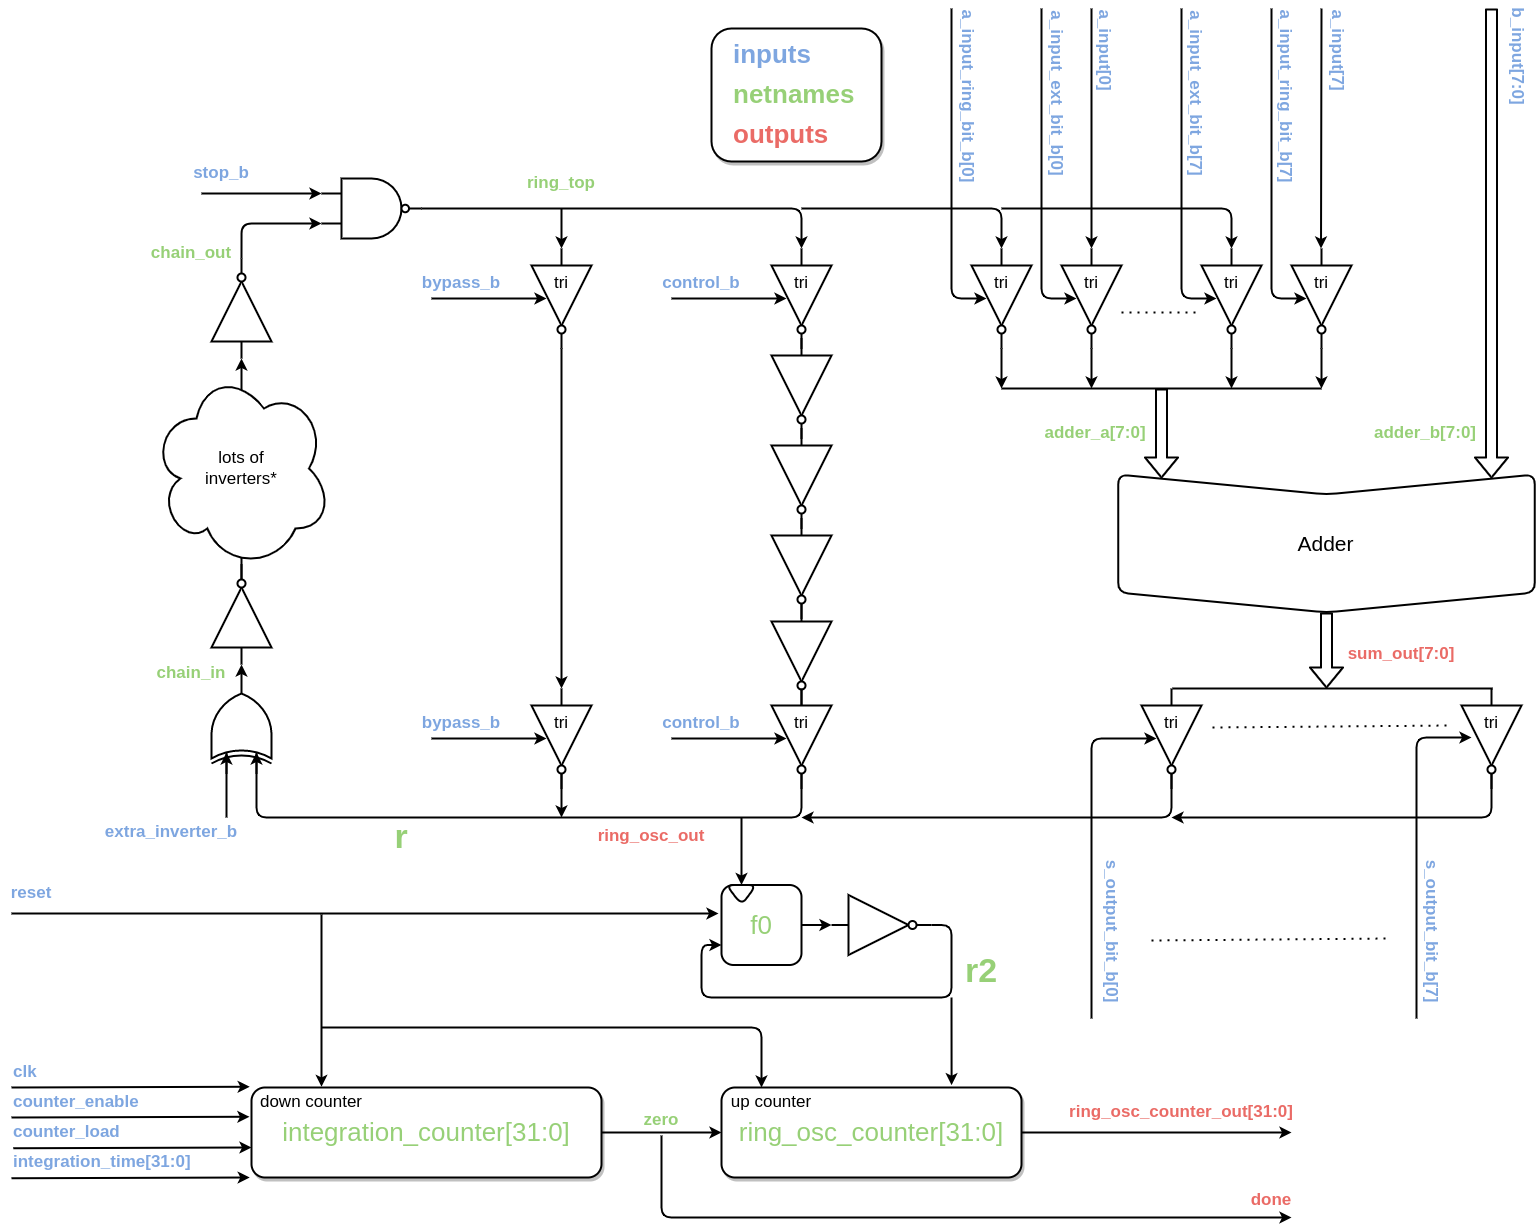 inputs
netnames
outputs
a_input_ring_bit_b[0]
a_input_ext_bit_b[0]
a_input[0]
a_input_ext_bit_b[7]
a_input_ring_bit_b[7]
a_input[7]
b_input[7:0]
stop_b
ring_top
chain_out
bypass_b
tri
control_b
tri
tri
tri
tri
tri
lots of
inverters*
adder_a[7:0]
adder_b[7:0]
Adder
sum_out[7:0]
chain_in
bypass_b
tri
control_b
tri
tri
tri
extra_inverter_b
r
ring_osc_out
s_output_bit_b[0]
s_output_bit_b[7]
reset
f0
r2
clk
counter_enable
counter_load
integration_time[31:0]
down counter
integration_counter[31:0]
zero
up counter
ring_osc_counter[31:0]
ring_osc_counter_out[31:0]
done